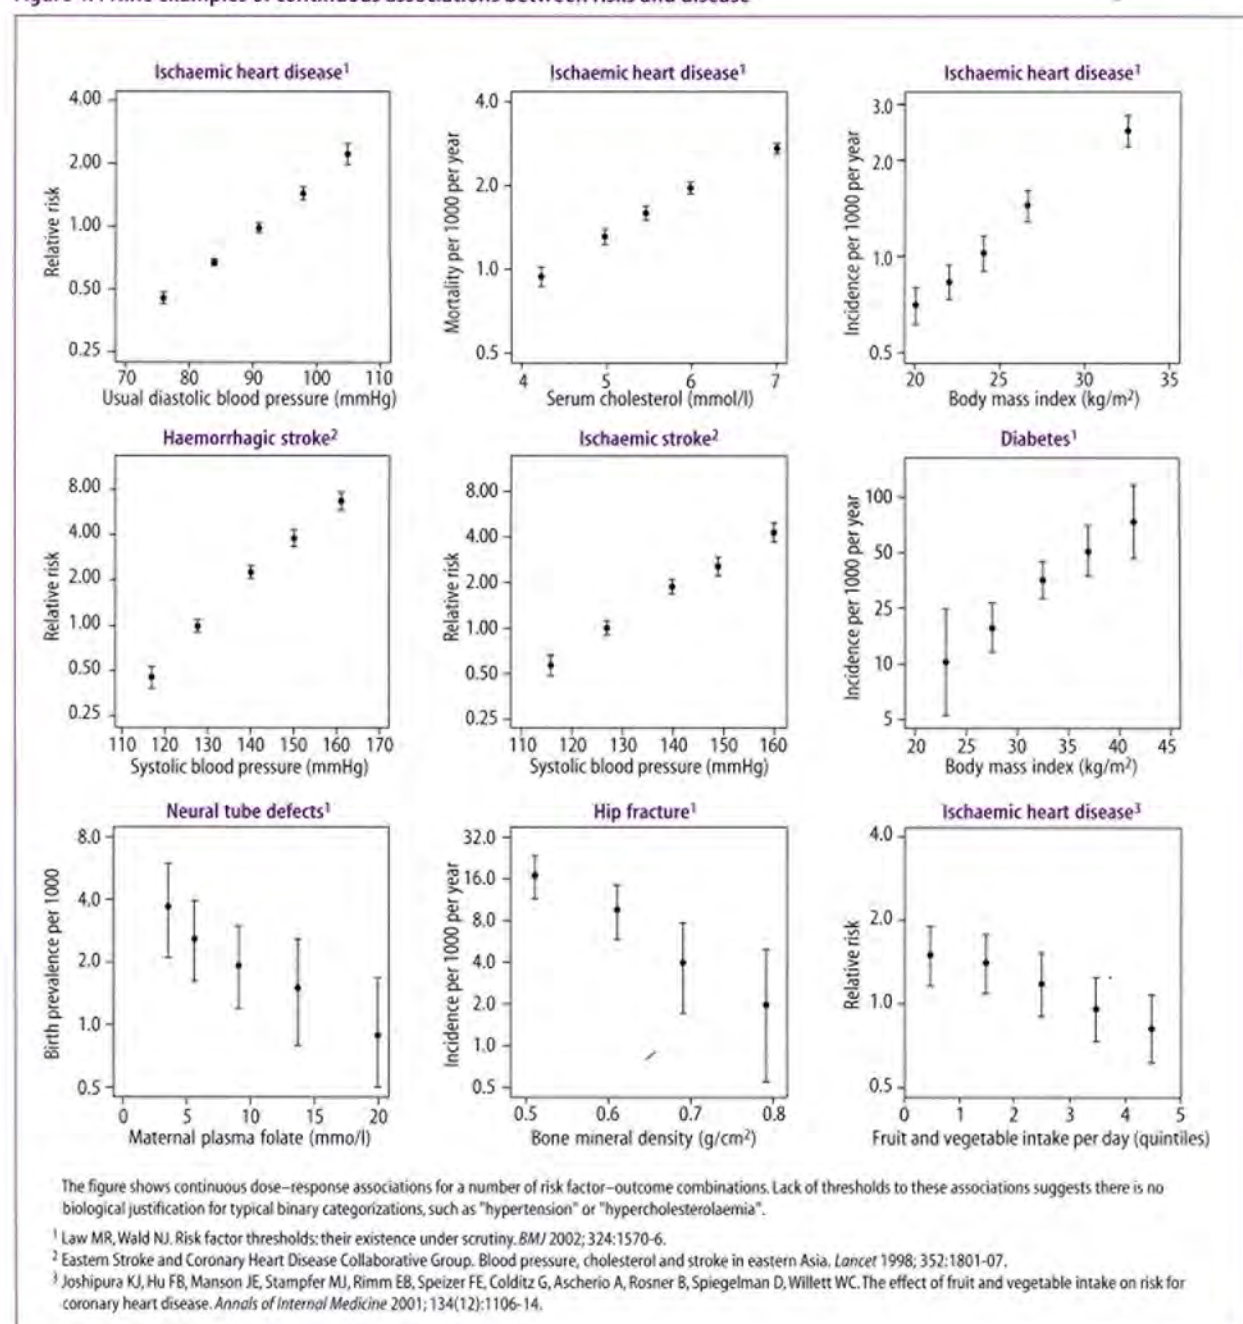 Ischaemic heart disease1
4.00
2.00
1.00
0.50
0.25
Relative risk
70 80 90 100 110
Usual diastolic blood pressure (mmHg)
Ischaemic heart disease1
4.0
2.0
1.0
0.5
Mortality per 1000 per year
4 5 6 7
Serum cholesterol (mmol/l)
Ischaemic heart disease1
3.0
2.0
1.0
0.5
Incidence per 1000 per year
20 25 30 35
Body mass index (kg/m2)
Haemorrhagic stroke2
8.00
4.00
2.00
1.00
0.50
0.25
Relative risk
110 120 130 140 150 160 170
Systolic blood pressure (mmHg)
Ischaemic stroke2
8.00
4.00
2.00
1.00
0.50
0.25
Relative risk
110 120 130 140 150 160
Systolic blood pressure (mmHg)
Diabetes1
100
50
25
10
5
Incidence per 1000 per year
20 25 30 35 40 45
Body mass index (kg/m2)
Neural tube defects1
8.0
4.0
2.0
1.0
0.5
Birth prevalence per 1000
0 5 10 15 20
Maternal plasma folate (mmo/l)
Hip fracture1
32.0
16.0
8.0
4.0
2.0
1.0
0.5
Incidence per 1000 per year
0.5 0.6 0.7 0.8
Bone mineral density (g/cm2)
Ischaemic heart disease3
4.0
2.0
1.0
0.5
Relative risk
0 1 2 3 4 5
Fruit and vegetable intake per day (quintiles)
The figure shows continuous dose–response associations for a number of risk factor–outcome combinations. Lack of thresholds to these associations suggests there is no
biological justification for typical binary categorizations, such as "hypertension" or "hypercholesterolaemia".
1 Law MR, Wald NJ. Risk factor thresholds: their existence under scrutiny. BMJ 2002; 324:1570-6.
2 Eastern Stroke and Coronary Heart Disease Collaborative Group. Blood pressure, cholesterol and stroke in eastern Asia. Lancet 1998; 352:1801-07.
3 Joshipura KJ, Hu FB, Manson JE, Stampfer MJ, Rimm EB, Speizer FE, Colditz G, Ascherio A, Rosner B, Spiegelman D, Willett WC. The effect of fruit and vegetable intake on risk for
coronary heart disease. Annals of Internal Medicine 2001; 134(12):1106-14.